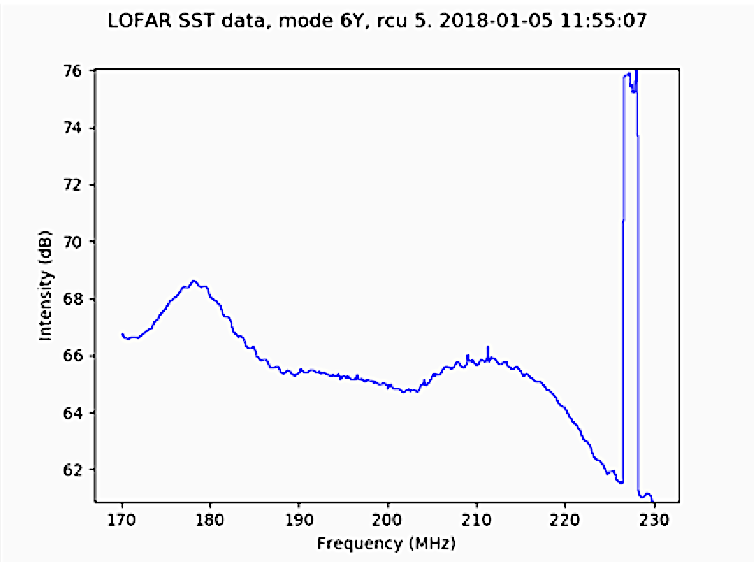 LOFAR SST data, mode 6Y, rcu 5. 2018-01-05 11:55:07
76
74
72
70
68
66
64
62
Intensity (dB)
170 180 190 200 210 220 230
Frequency (MHz)